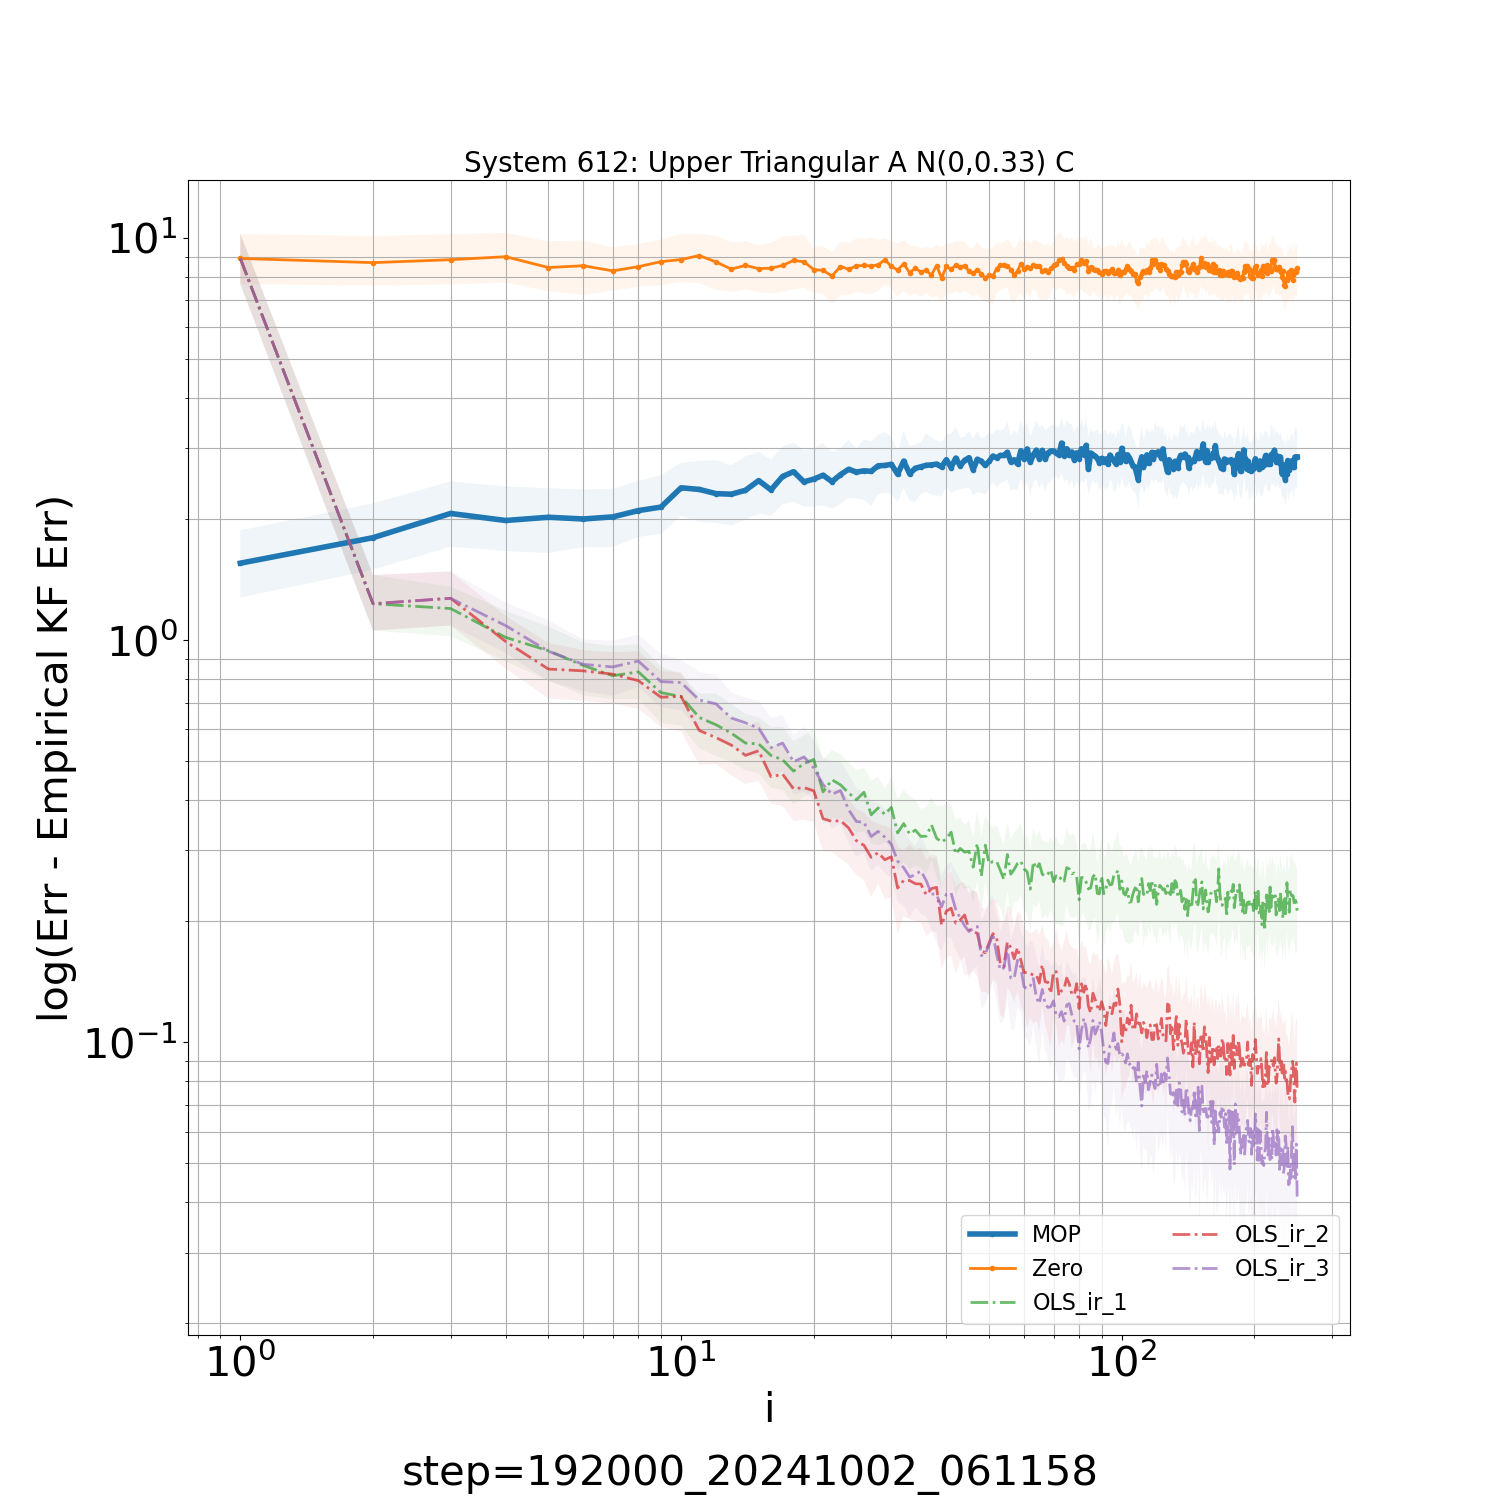 System 612: Upper Triangular A N(0,0.33) C
log(Err - Empirical KF Err)
10¹
10⁰
10⁻¹
MOP
Zero
OLS_ir_1
OLS_ir_2
OLS_ir_3
10⁰ 10¹ 10²
i
step=192000_20241002_061158